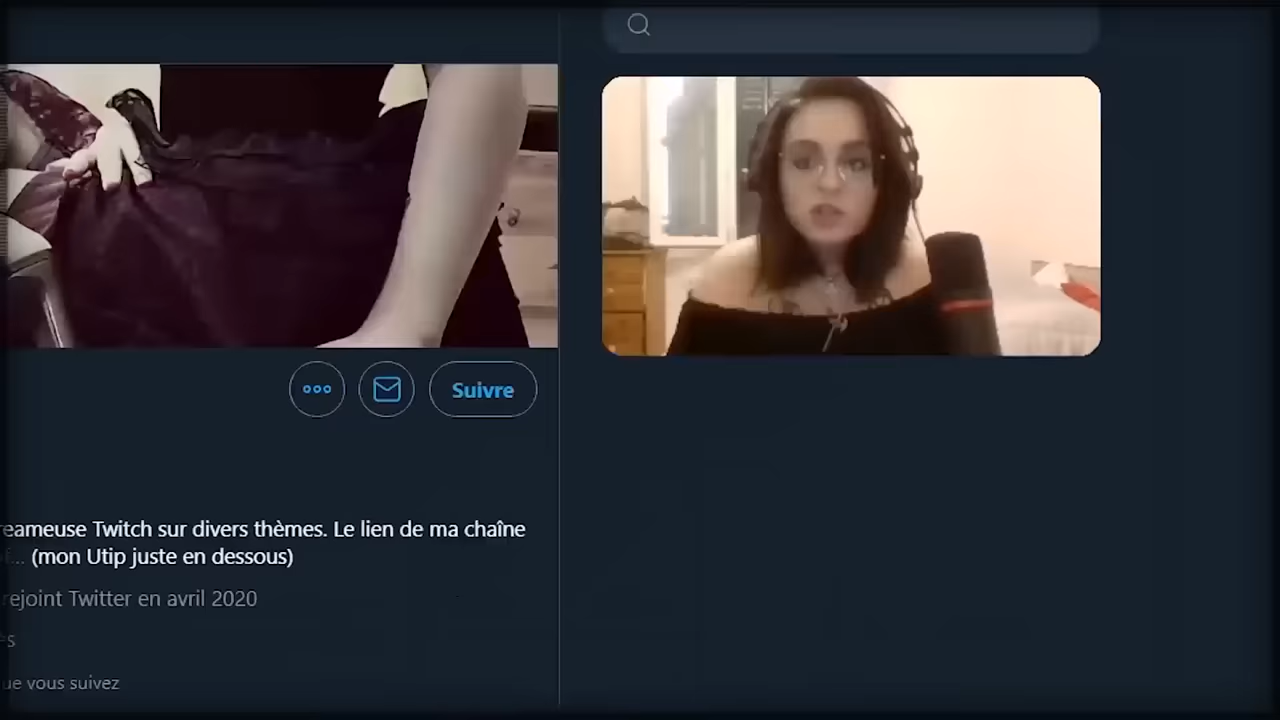 Suivre
reameuse Twitch sur divers thèmes. Le lien de ma chaîne
f... (mon Utip juste en dessous)
rejoint Twitter en avril 2020
ue vous suivez